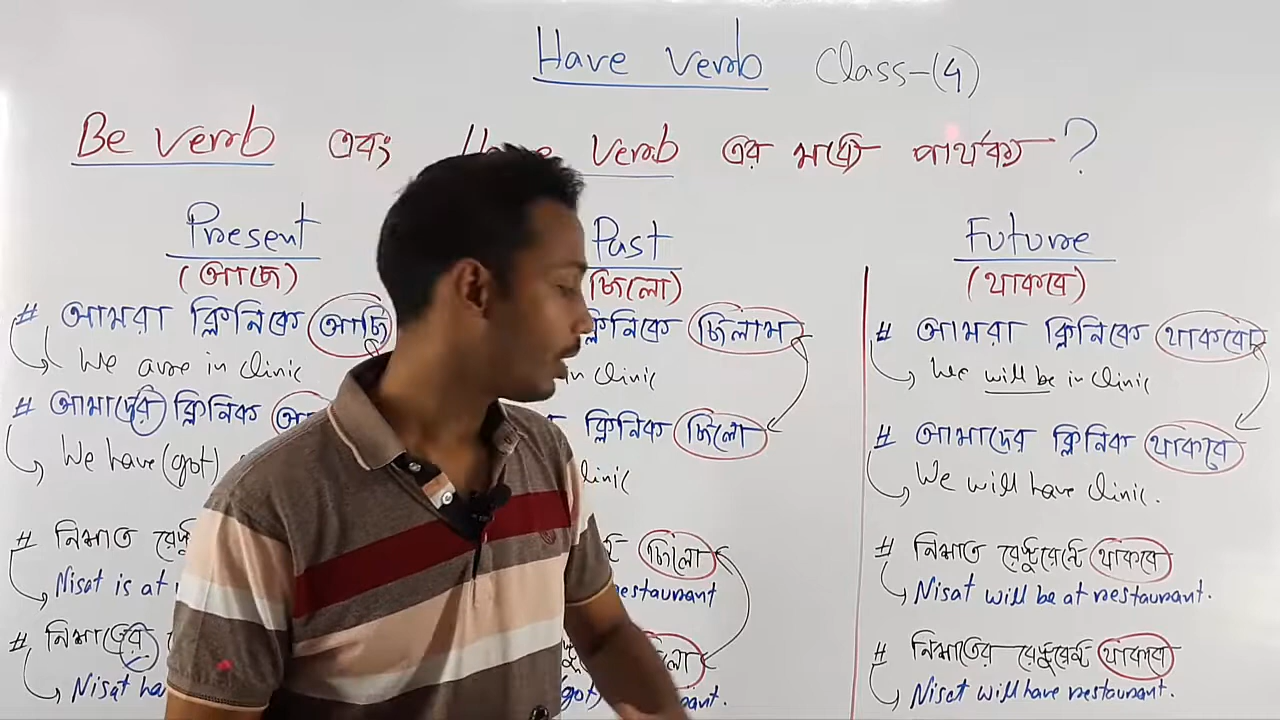 Have verb Class-(4)
Be verb এবং Have verb এর মধ্যে পার্থক্য ?
Present Past Future
(আছে) ছিলো) (থাকবে)
# আমরা ক্লিনিকে আছি ক্লিনিকে ছিলাম # আমরা ক্লিনিকে থাকবো
We are in clinic in clinic We will be in clinic
# আমাদের ক্লিনিক ক্লিনিক ছিলো # আমাদের ক্লিনিক থাকবে
We have (got) clinic We will have clinic.
# নিসাত ছিলো # নিসাত রেস্টুরেন্টে থাকবে
Nisat is at restaurant Nisat will be at restaurant.
# নিসাতের # নিসাতের রেস্টুরেন্ট থাকবে
Nisat (got) Nisat will have restaurant.